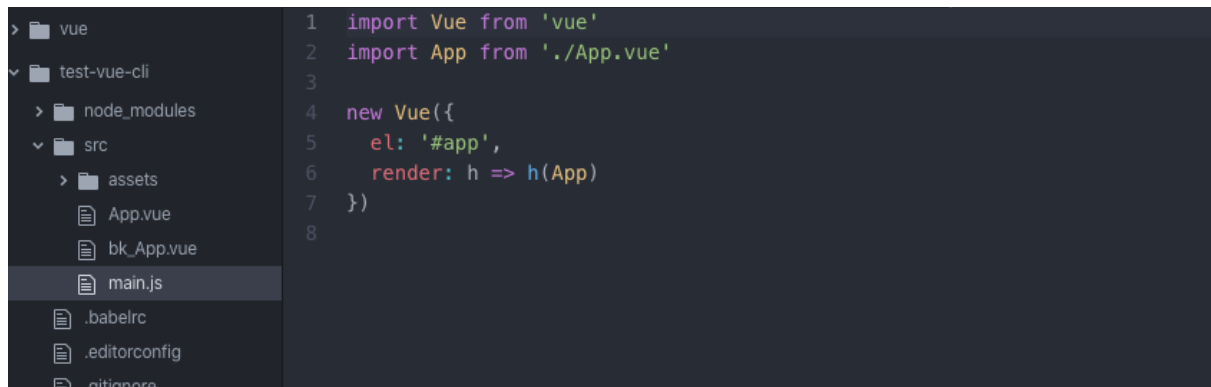 vue
test-vue-cli
node_modules
src
assets
App.vue
bk_App.vue
main.js
.babelrc
.editorconfig
.gitignore
1 import Vue from 'vue'
2 import App from './App.vue'
3
4 new Vue({
5   el: '#app',
6   render: h => h(App)
7 })
8